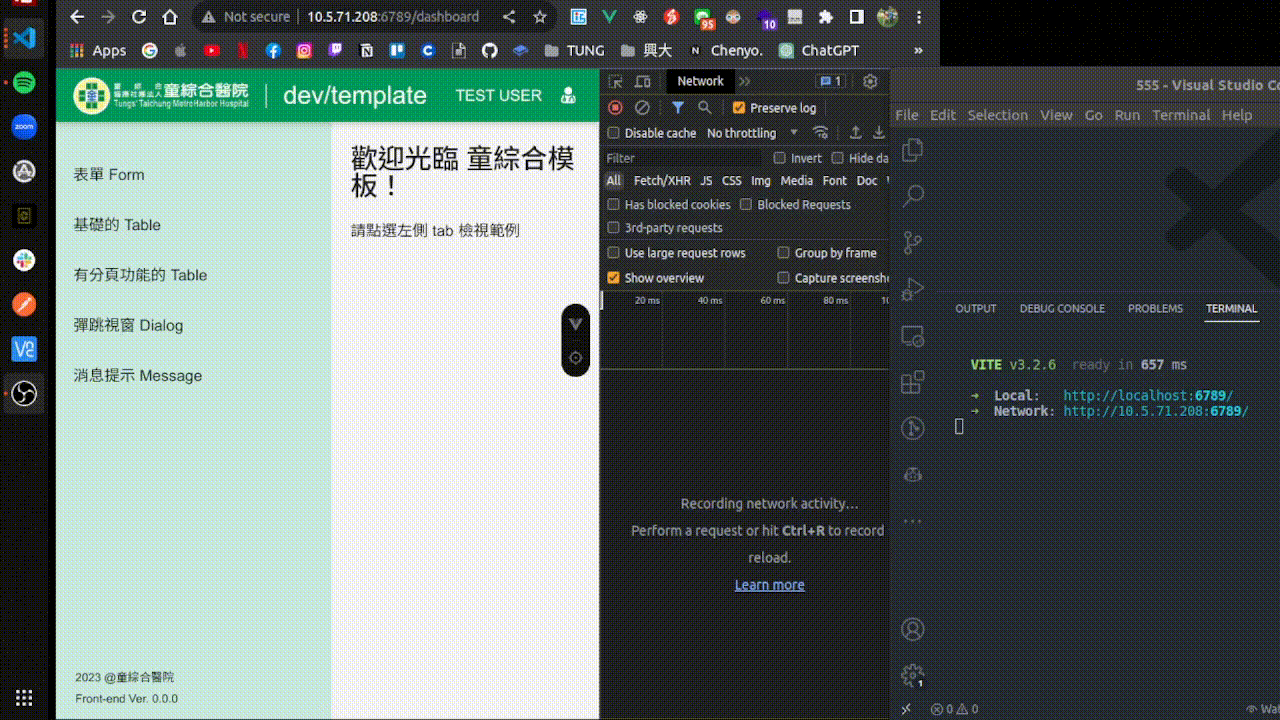 Not secure 10.5.71.208:6789/dashboard
95
10
Apps TUNG 興大 Chenyo. ChatGPT »
童綜合醫院
Tungs' Taichung MetroHarbor Hospital
dev/template
TEST USER
表單 Form
基礎的 Table
有分頁功能的 Table
彈跳視窗 Dialog
消息提示 Message
2023 @童綜合醫院
Front-end Ver. 0.0.0
歡迎光臨 童綜合模
板！
請點選左側 tab 檢視範例
Network » 1
Preserve log
Disable cache No throttling
Filter Invert Hide da
All Fetch/XHR JS CSS Img Media Font Doc
Has blocked cookies Blocked Requests
3rd-party requests
Use large request rows Group by frame
Show overview Capture screensho
20 ms 40 ms 60 ms 80 ms 10
Recording network activity…
Perform a request or hit Ctrl+R to record
reload.
Learn more
555 - Visual Studio Co
File Edit Selection View Go Run Terminal Help
OUTPUT DEBUG CONSOLE PROBLEMS TERMINAL
VITE v3.2.6 ready in 657 ms
➜ Local: http://localhost:6789/
➜ Network: http://10.5.71.208:6789/
zoom
1
0 0
Wat